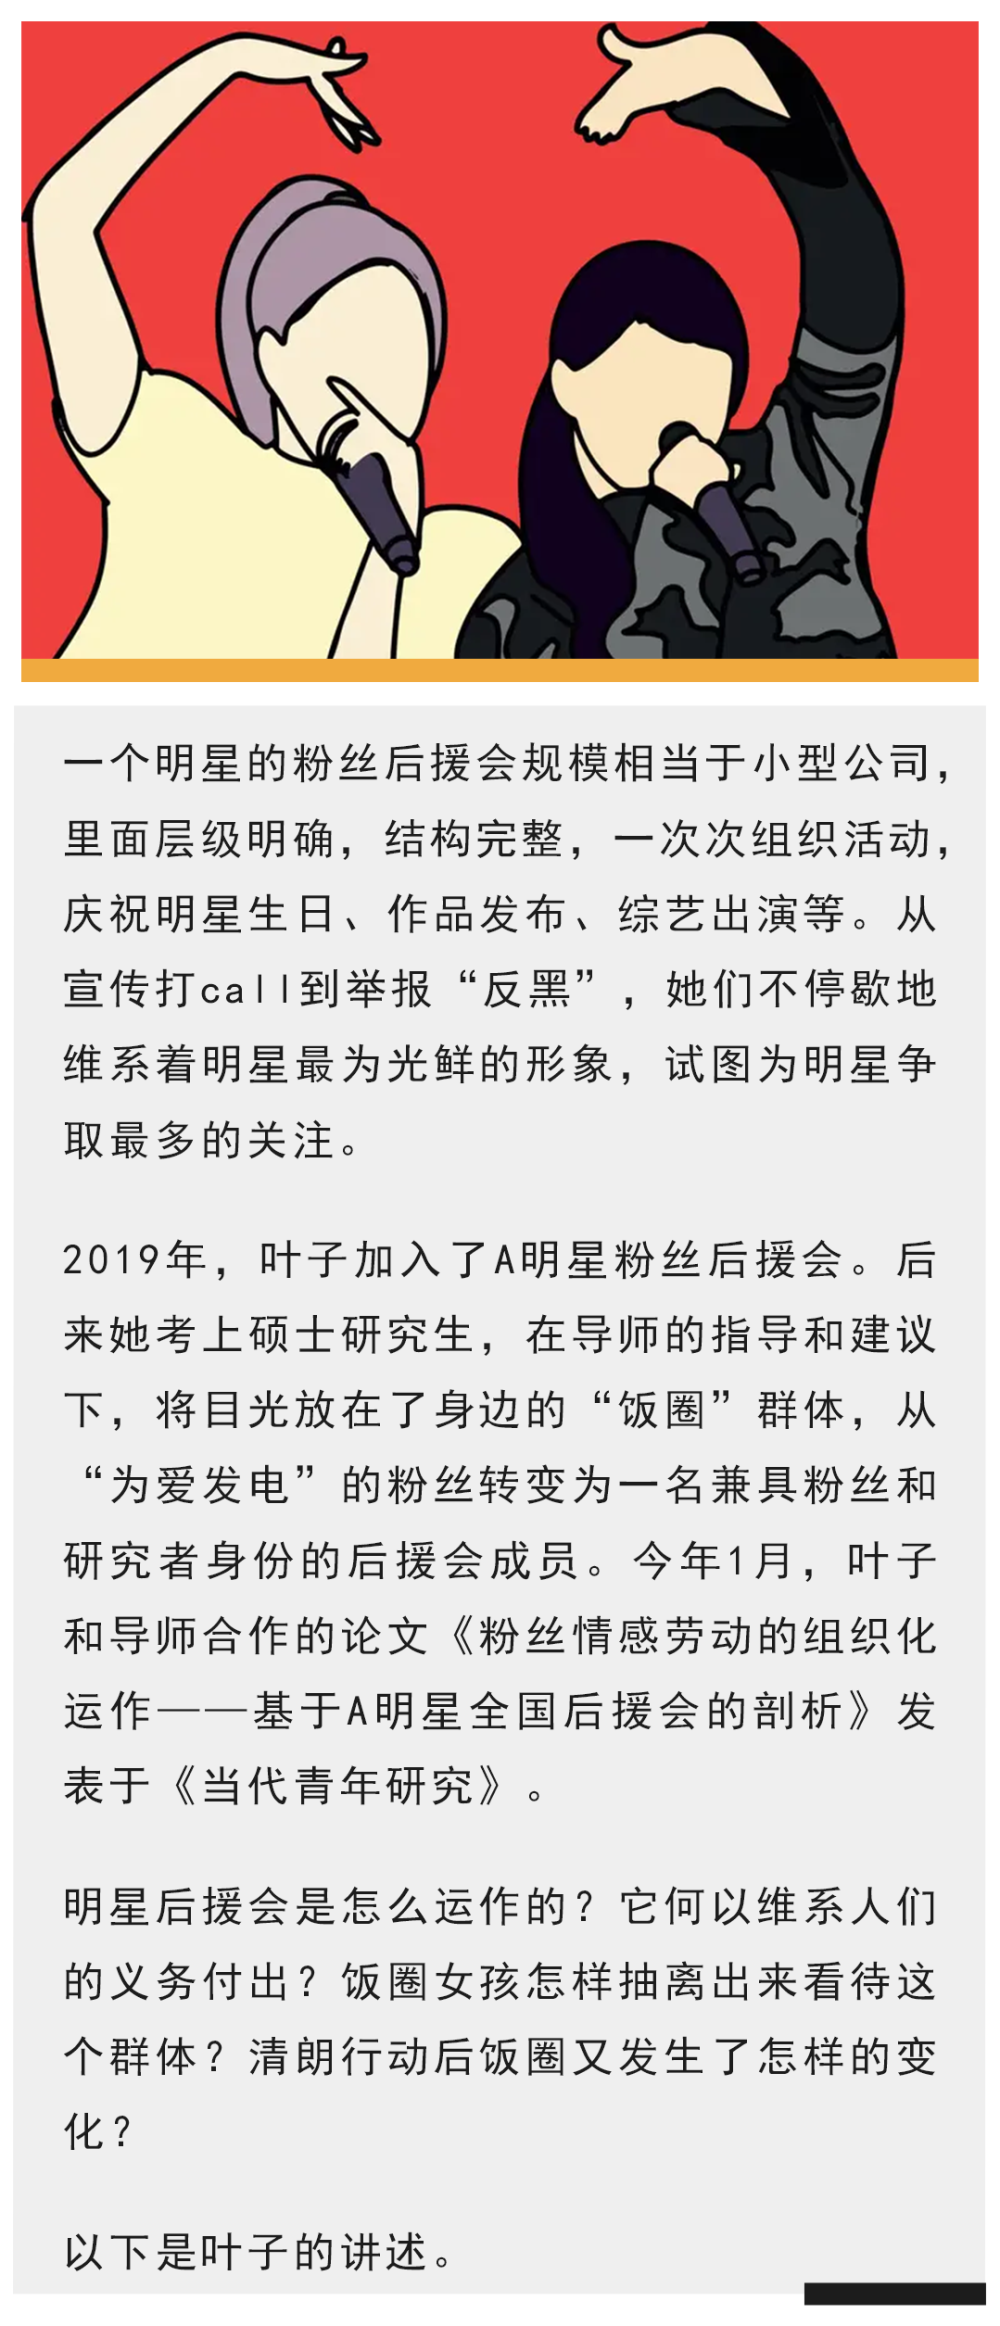 一个明星的粉丝后援会规模相当于小型公司，
里面层级明确，结构完整，一次次组织活动，
庆祝明星生日、作品发布、综艺出演等。从
宣传打call到举报“反黑”，她们不停歇地
维系着明星最为光鲜的形象，试图为明星争
取最多的关注。
2019年，叶子加入了A明星粉丝后援会。后
来她考上硕士研究生，在导师的指导和建议
下，将目光放在了身边的“饭圈”群体，从
“为爱发电”的粉丝转变为一名兼具粉丝和
研究者身份的后援会成员。今年1月，叶子
和导师合作的论文《粉丝情感劳动的组织化
运作——基于A明星全国后援会的剖析》发
表于《当代青年研究》。
明星后援会是怎么运作的？它何以维系人们
的义务付出？饭圈女孩怎样抽离出来看待这
个群体？清朗行动后饭圈又发生了怎样的变
化？
以下是叶子的讲述。